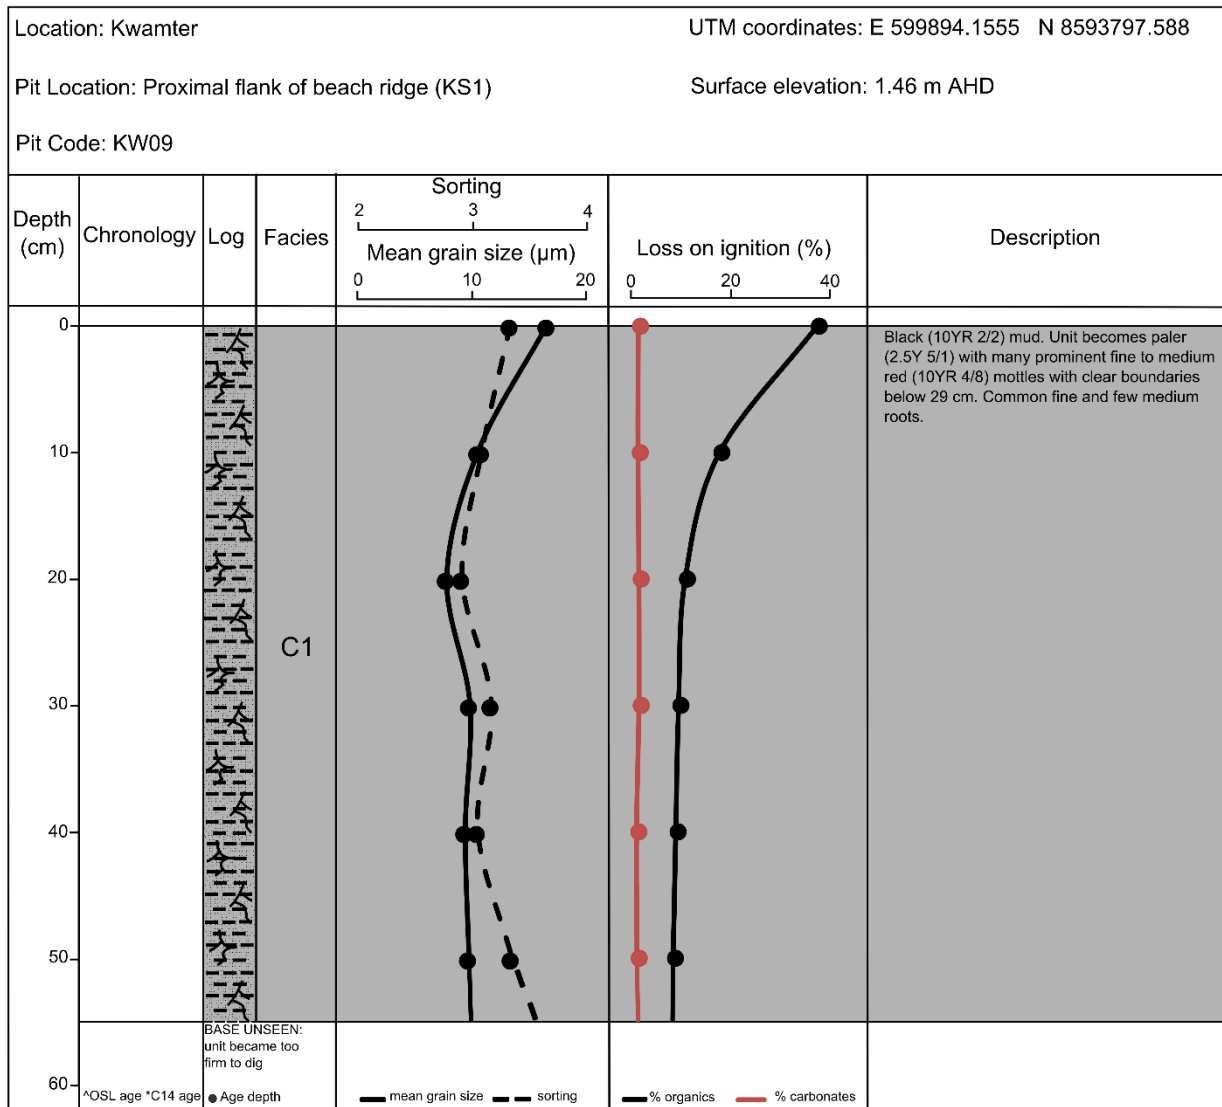 Location: Kwamter
UTM coordinates: E 599894.1555 N 8593797.588
Pit Location: Proximal flank of beach ridge (KS1)
Surface elevation: 1.46 m AHD
Pit Code: KW09
Depth
(cm)
Chronology
Log
Facies
Sorting
2 3 4
Mean grain size (µm)
0 10 20
Loss on ignition (%)
0 20 40
Description
0
10
20
30
40
50
60
C1
Black (10YR 2/2) mud. Unit becomes paler
(2.5Y 5/1) with many prominent fine to medium
red (10YR 4/8) mottles with clear boundaries
below 29 cm. Common fine and few medium
roots.
BASE UNSEEN:
unit became too
firm to dig
^OSL age *C14 age
Age depth
mean grain size
sorting
% organics
% carbonates